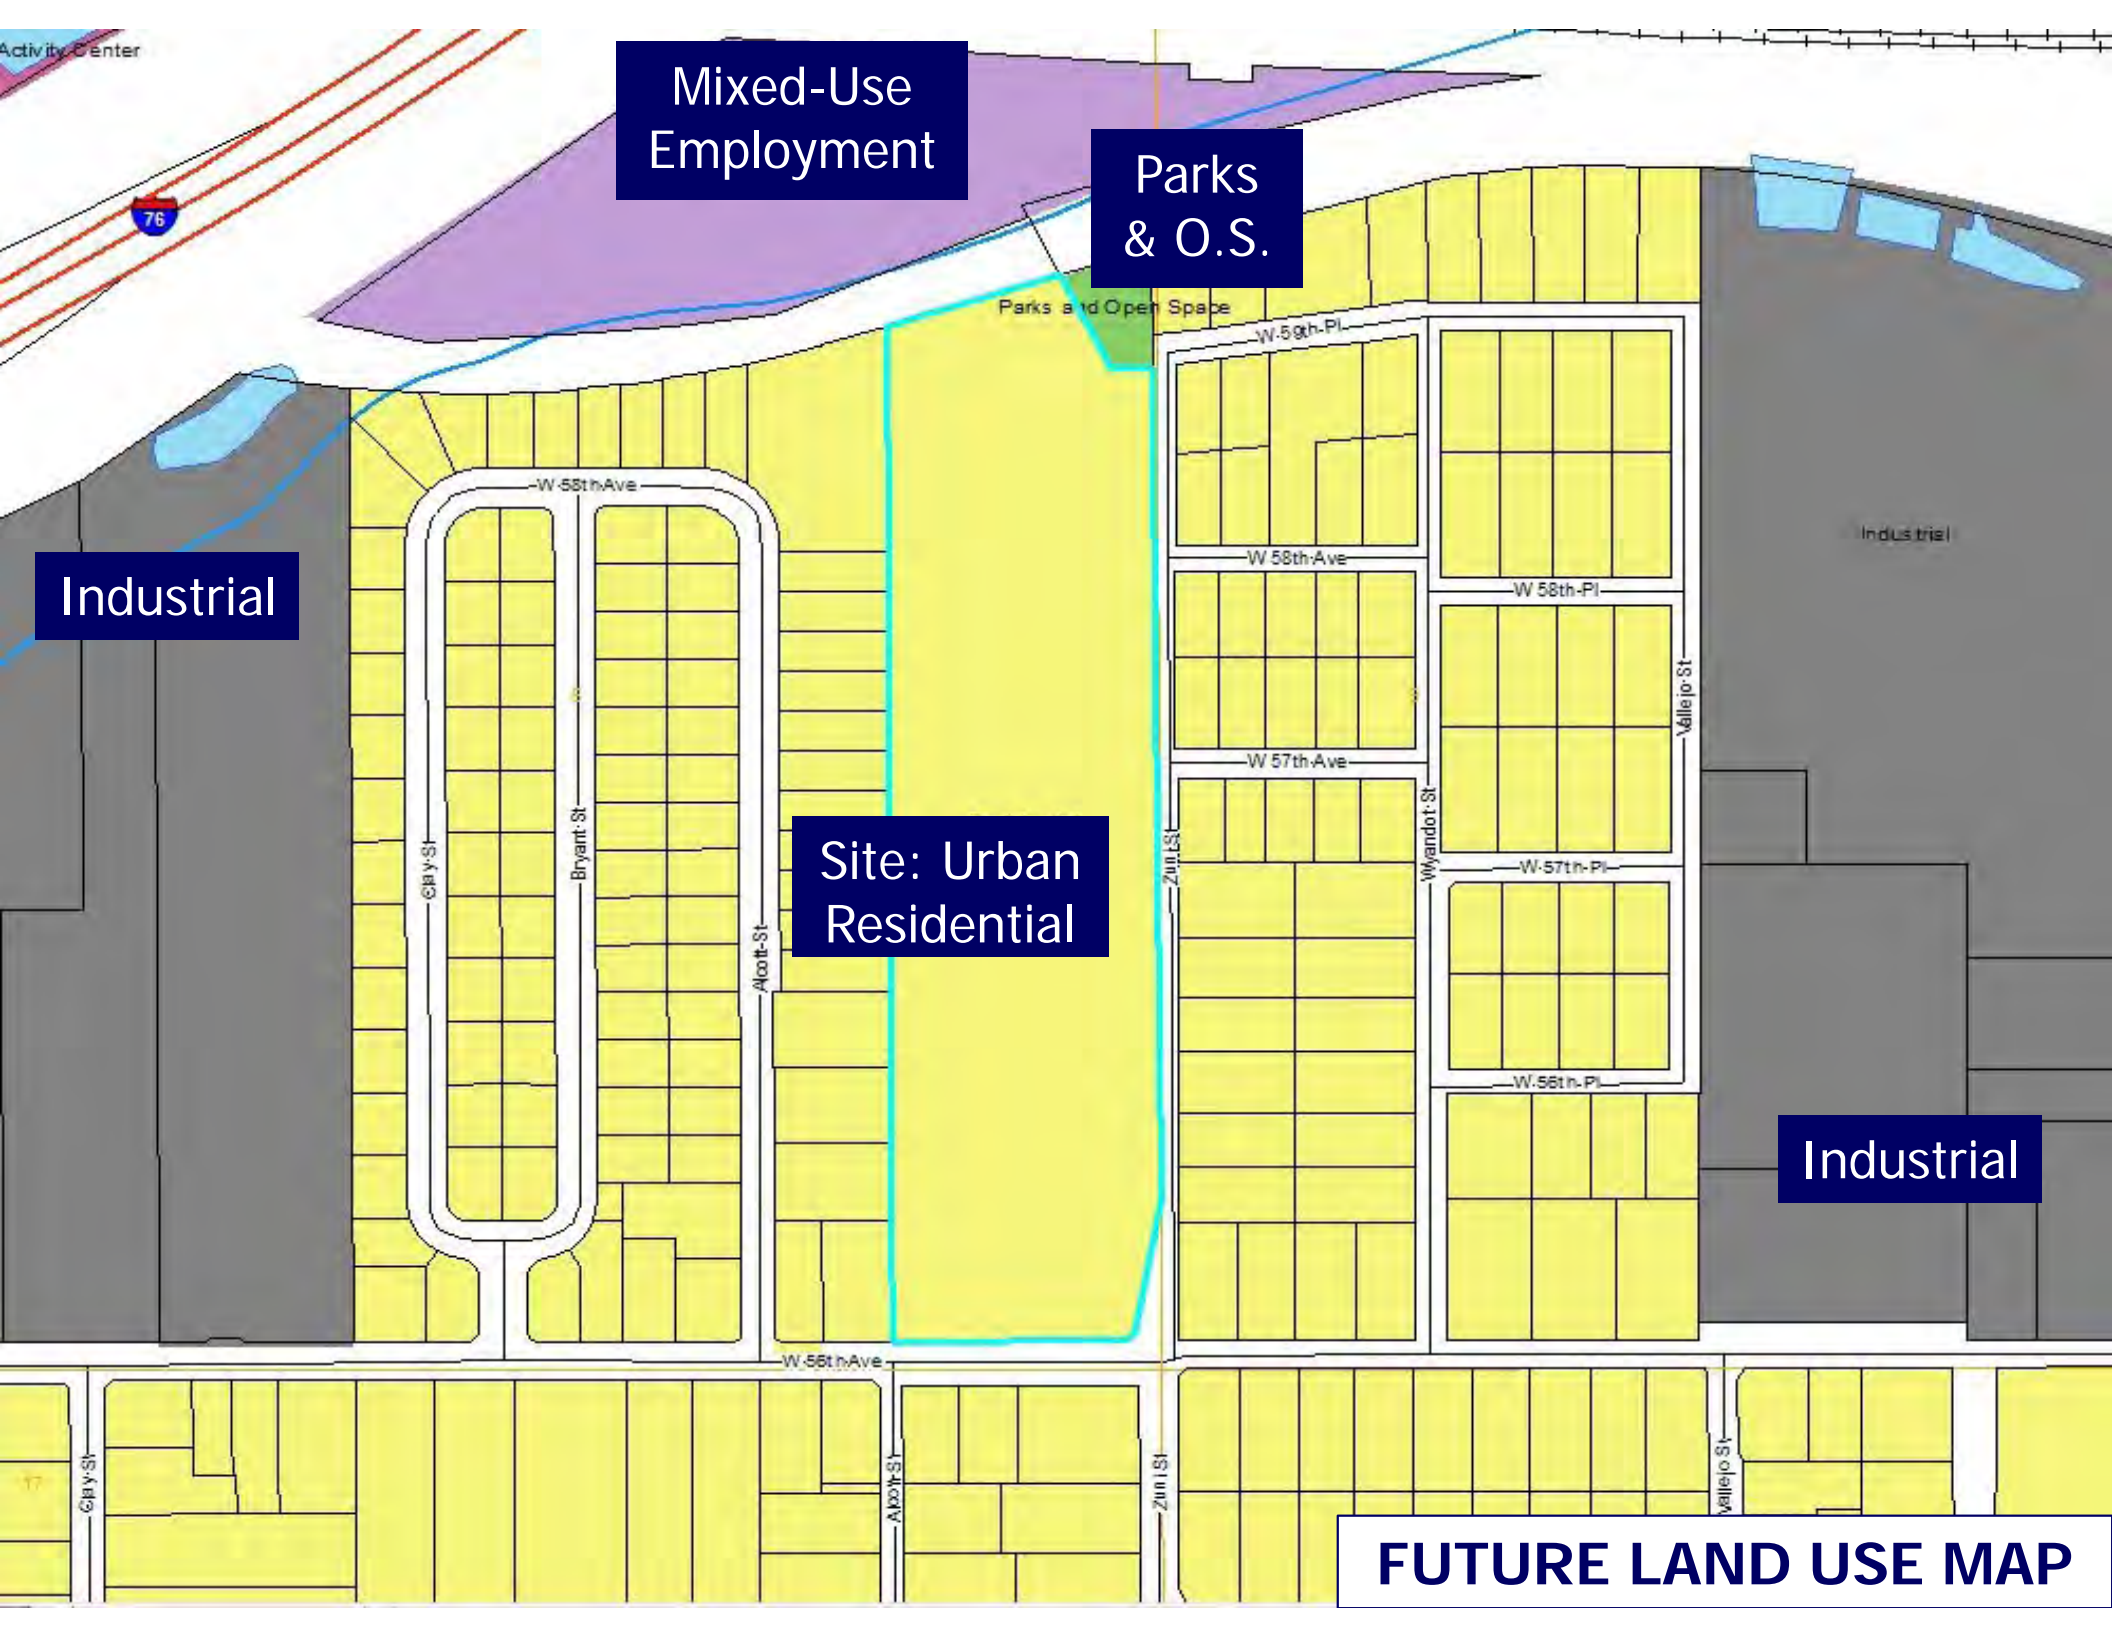 Activity Center
Mixed-Use
Employment
Parks
& O.S.
76
Parks and Open Space
W 59th Pl
W 58th Ave
Industrial
W 58th Ave
Industrial
W 58th Pl
Vallejo St
W 57th Ave
Clay St
Bryant St
Site: Urban
Residential
Zuni St
Wyandot St
W 57th Pl
Alcott St
W 56th Pl
Industrial
W 56th Ave
17
Clay St
Alcott St
Zuni St
Vallejo St
FUTURE LAND USE MAP